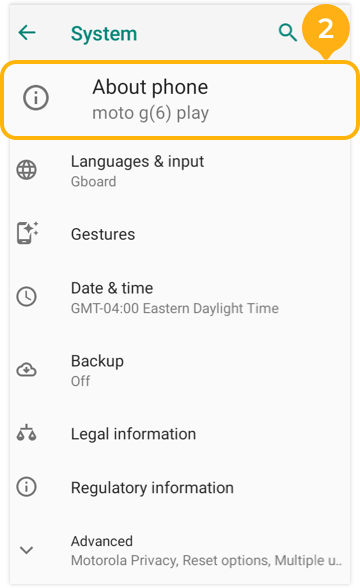 System
2
About phone
moto g(6) play
Languages & input
Gboard
Gestures
Date & time
GMT-04:00 Eastern Daylight Time
Backup
Off
Legal information
Regulatory information
Advanced
Motorola Privacy, Reset options, Multiple u..